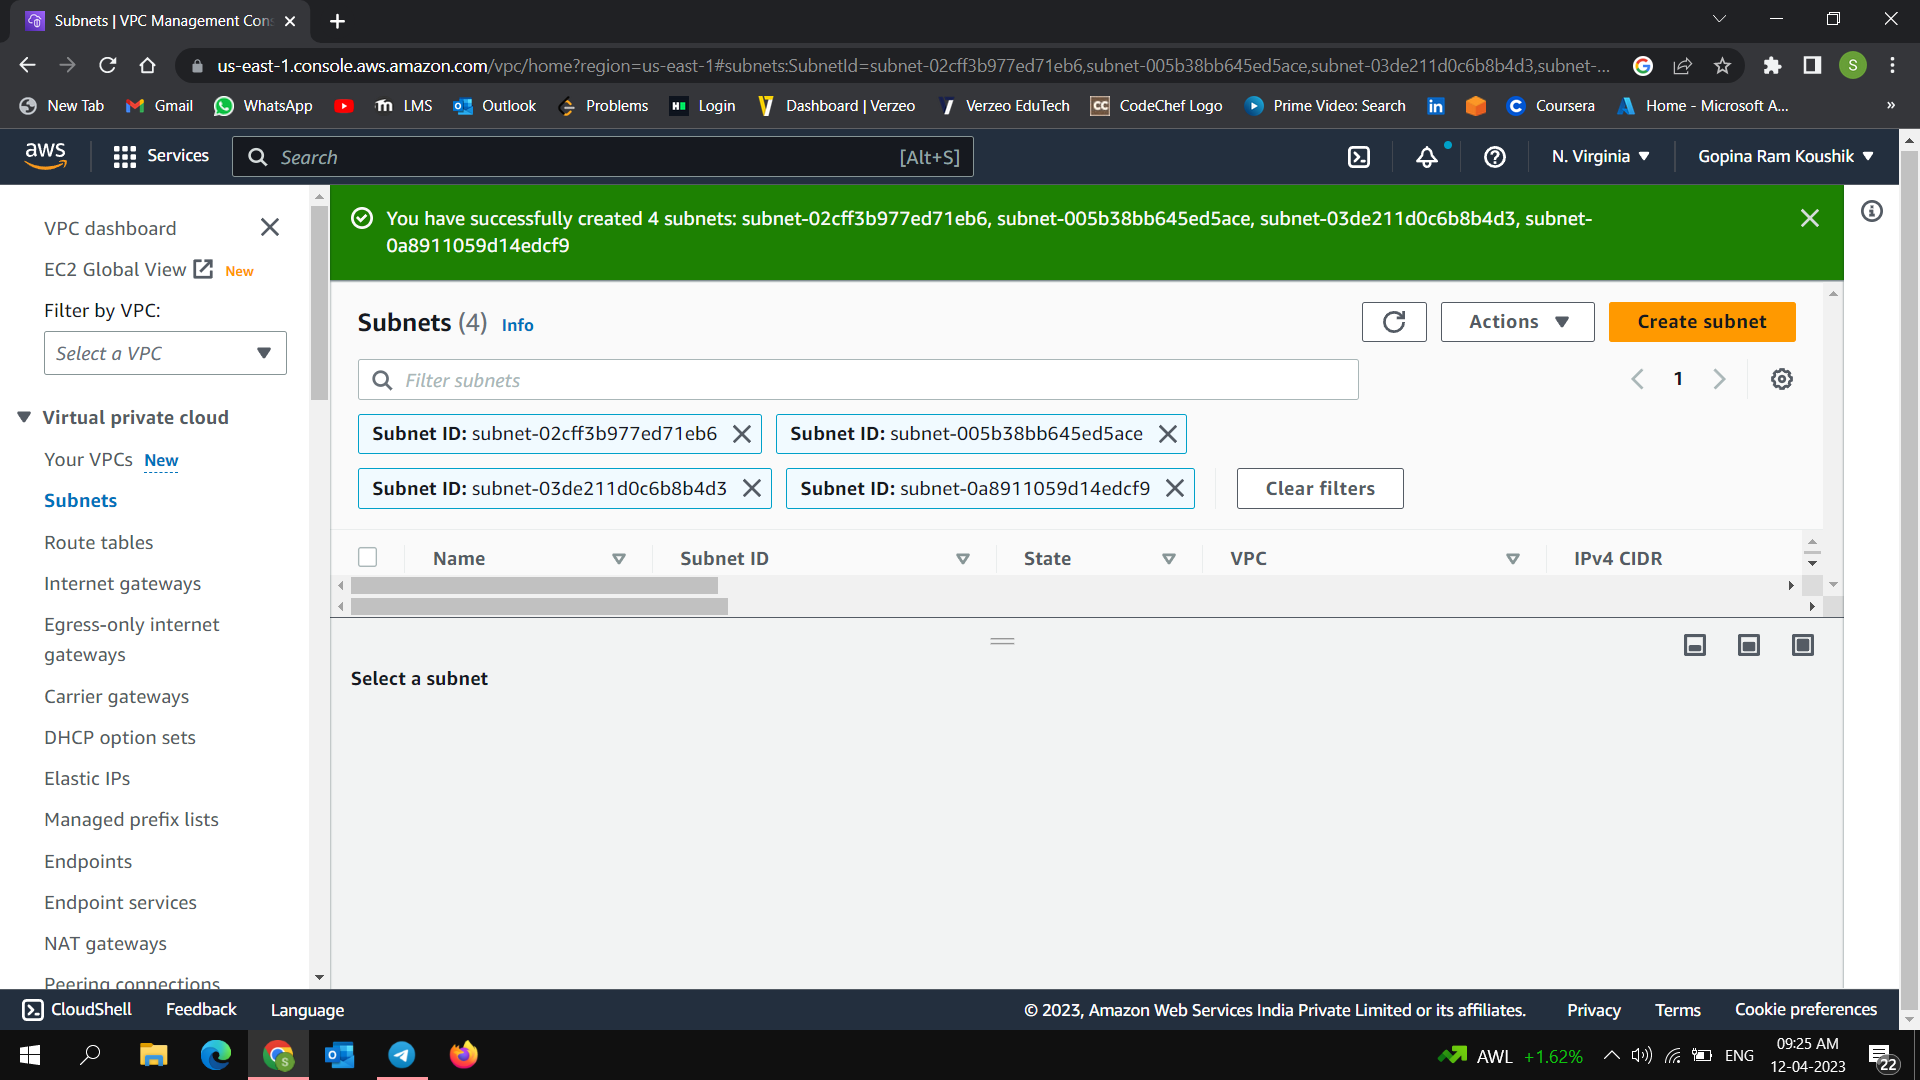 Subnets | VPC Management Cons
us-east-1.console.aws.amazon.com/vpc/home?region=us-east-1#subnets:SubnetId=subnet-02cff3b977ed71eb6,subnet-005b38bb645ed5ace,subnet-03de211d0c6b8b4d3,subnet-...
G
S
New Tab
Gmail
WhatsApp
LMS
Outlook
Problems
Login
Dashboard | Verzeo
Verzeo EduTech
CC
CodeChef Logo
Prime Video: Search
in
Coursera
Home - Microsoft A...
»
aws
Services
Search
[Alt+S]
N. Virginia
Gopina Ram Koushik
VPC dashboard
EC2 Global View New
Filter by VPC:
Select a VPC
Virtual private cloud
Your VPCs New
Subnets
Route tables
Internet gateways
Egress-only internet
gateways
Carrier gateways
DHCP option sets
Elastic IPs
Managed prefix lists
Endpoints
Endpoint services
NAT gateways
Peering connections
You have successfully created 4 subnets: subnet-02cff3b977ed71eb6, subnet-005b38bb645ed5ace, subnet-03de211d0c6b8b4d3, subnet-
0a8911059d14edcf9
Subnets (4) Info
Actions
Create subnet
Filter subnets
1
Subnet ID: subnet-02cff3b977ed71eb6
Subnet ID: subnet-005b38bb645ed5ace
Subnet ID: subnet-03de211d0c6b8b4d3
Subnet ID: subnet-0a8911059d14edcf9
Clear filters
Name
Subnet ID
State
VPC
IPv4 CIDR
Select a subnet
CloudShell
Feedback
Language
© 2023, Amazon Web Services India Private Limited or its affiliates.
Privacy
Terms
Cookie preferences
S
AWL +1.62%
ENG
09:25 AM
12-04-2023
22